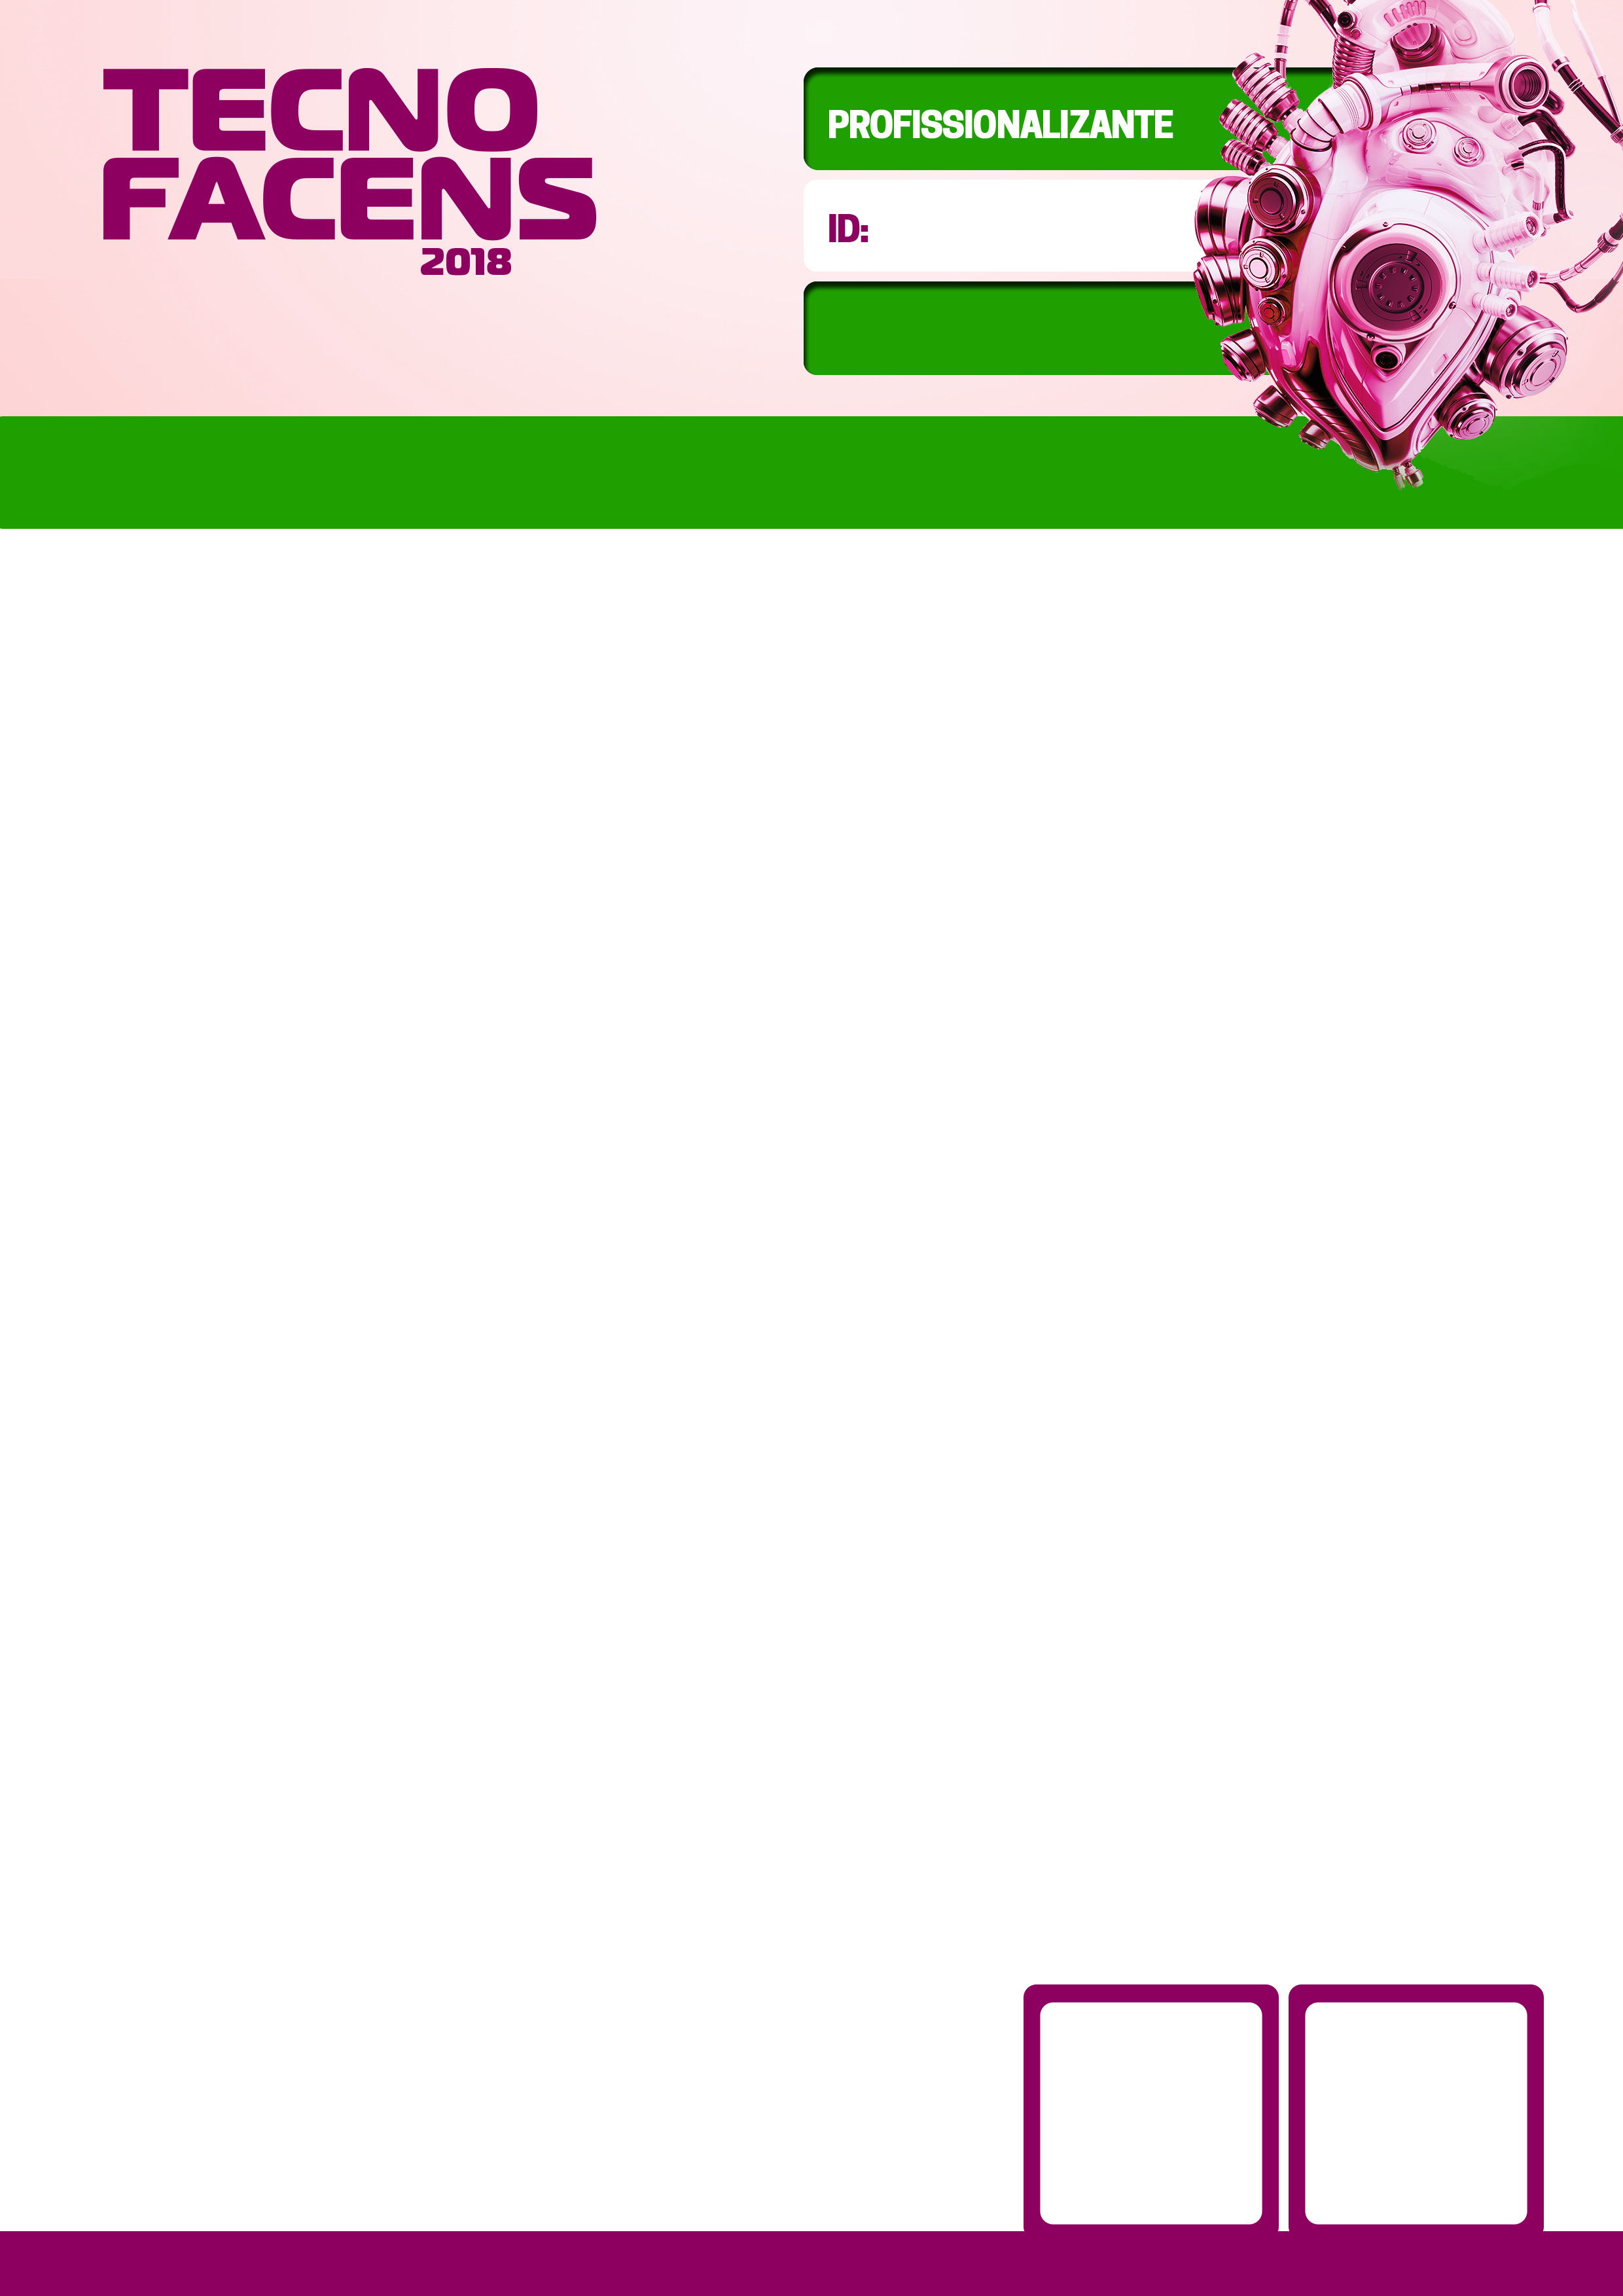 TECNO
FACENS
2018
PROFISSIONALIZANTE
ID: